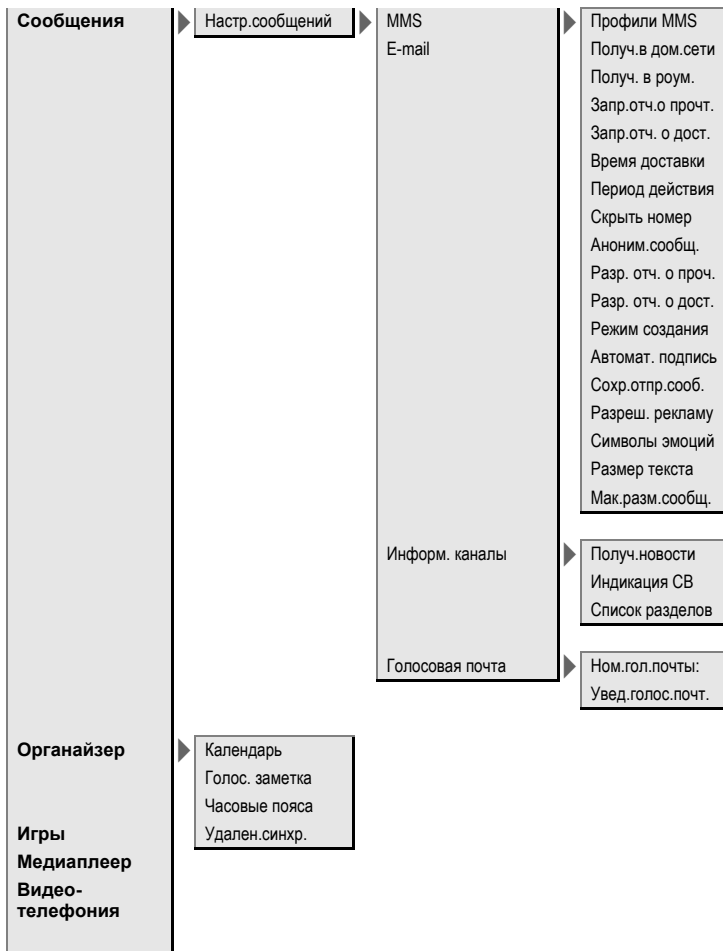 Сообщения
Настр.сообщений
MMS
E-mail
Профили MMS
Получ.в дом.сети
Получ. в роум.
Запр.отч.о прочт.
Запр.отч. о дост.
Время доставки
Период действия
Скрыть номер
Аноним.сообщ.
Разр. отч. о проч.
Разр. отч. о дост.
Режим создания
Автомат. подпись
Сохр.отпр.сооб.
Разреш. рекламу
Символы эмоций
Размер текста
Мак.разм.сообщ.
Информ. каналы
Получ.новости
Индикация СВ
Список разделов
Голосовая почта
Ном.гол.почты:
Увед.голос.почт.
Органайзер
Календарь
Голос. заметка
Часовые пояса
Удален.синхр.
Игры
Медиаплеер
Видео-
телефония